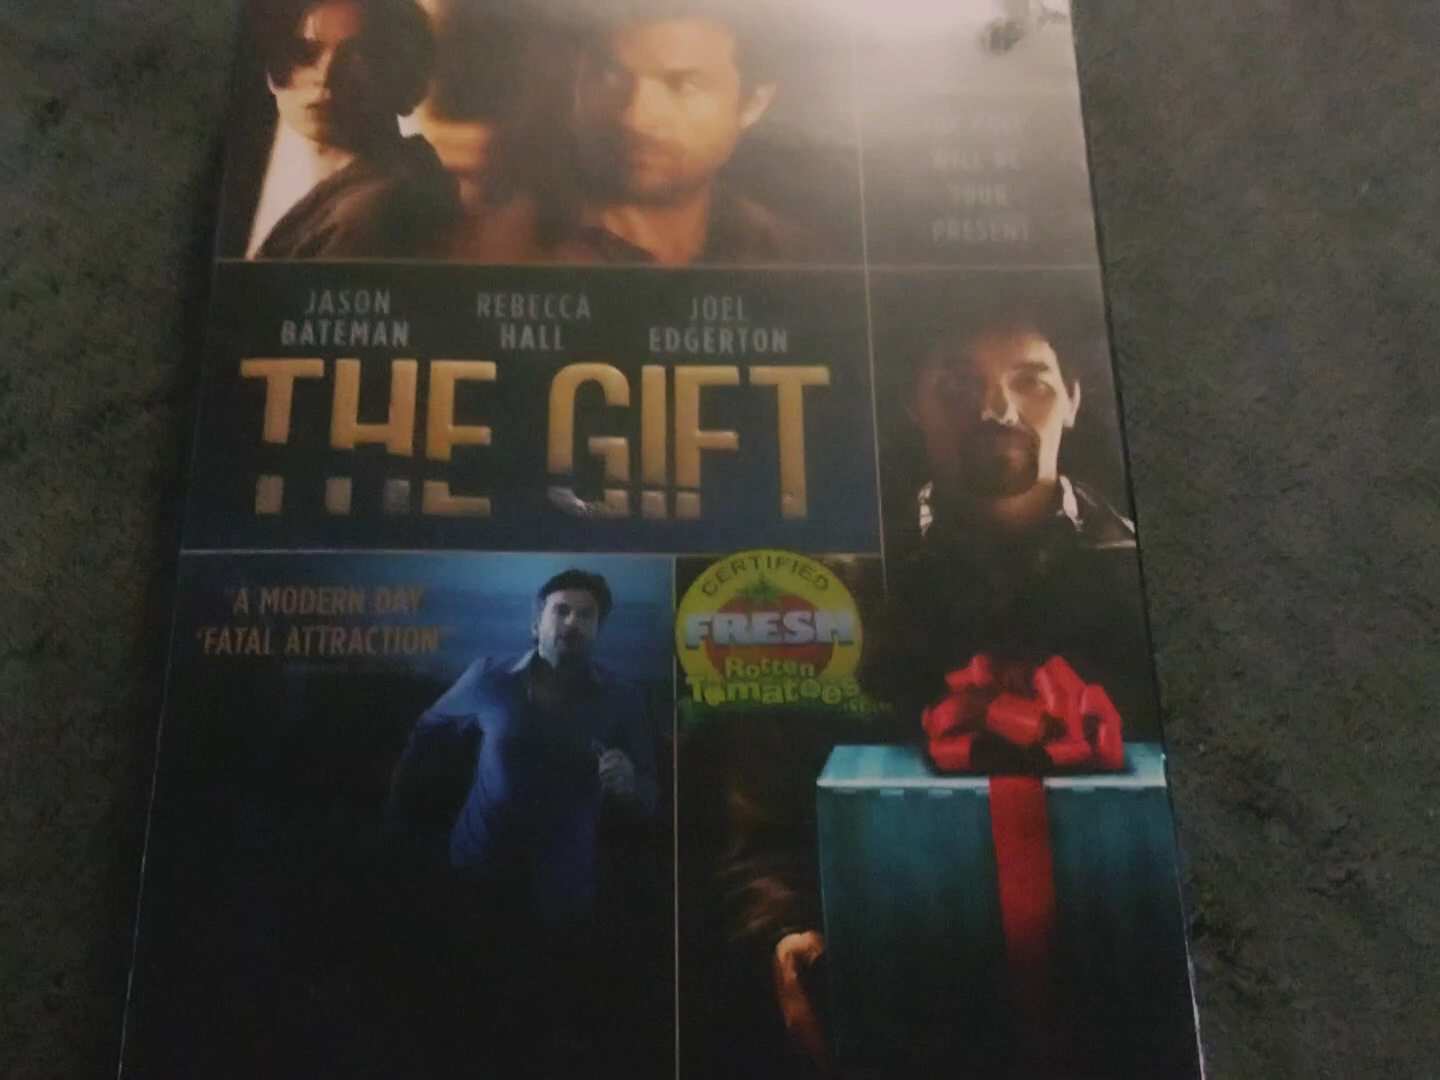 WILL BE
YOUR
PRESENT
JASON
BATEMAN
REBECCA
HALL
JOEL
EDGERTON
THE GIFT
"A MODERN DAY
'FATAL ATTRACTION'"
CERTIFIED
FRESH
Rotten
Tomatoes